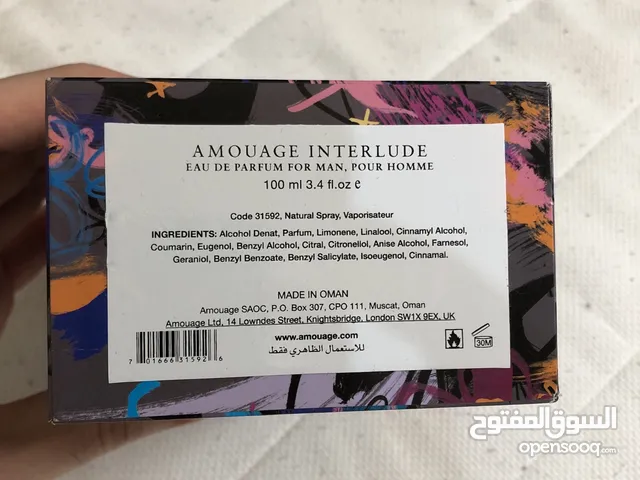 AMOUAGE INTERLUDE
EAU DE PARFUM FOR MAN, POUR HOMME
100 ml 3.4 fl.oz e
Code 31592, Natural Spray, Vaporisateur
INGREDIENTS: Alcohol Denat, Parfum, Limonene, Linalool, Cinnamyl Alcohol,
Coumarin, Eugenol, Benzyl Alcohol, Citral, Citronellol, Anise Alcohol, Farnesol,
Geraniol, Benzyl Benzoate, Benzyl Salicylate, Isoeugenol, Cinnamal.
MADE IN OMAN
Amouage SAOC, P.O. Box 307, CPO 111, Muscat, Oman
Amouage Ltd, 14 Lowndes Street, Knightsbridge, London SW1X 9EX, UK
www.amouage.com
للاستعمال الظاهري فقط
7 01666 31592 6
30M
السوق المفتوح
opensooq.com